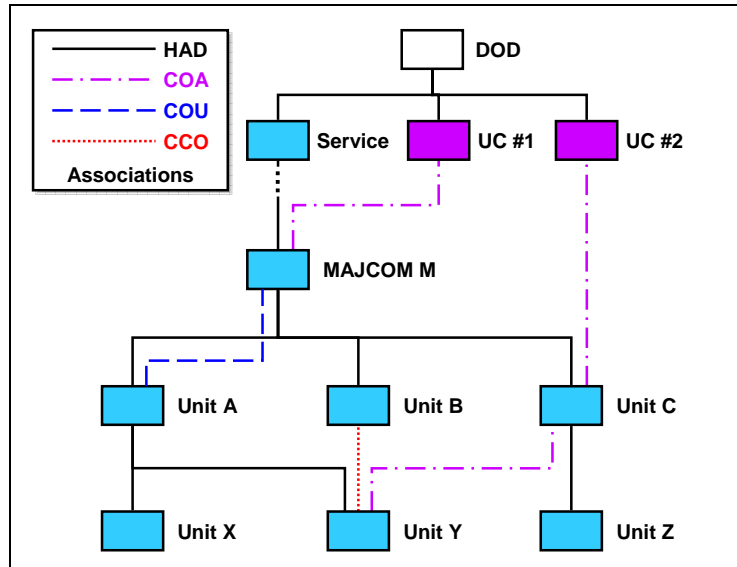 HAD
COA
COU
CCO
Associations
DOD
Service
UC #1
UC #2
MAJCOM M
Unit A
Unit B
Unit C
Unit X
Unit Y
Unit Z